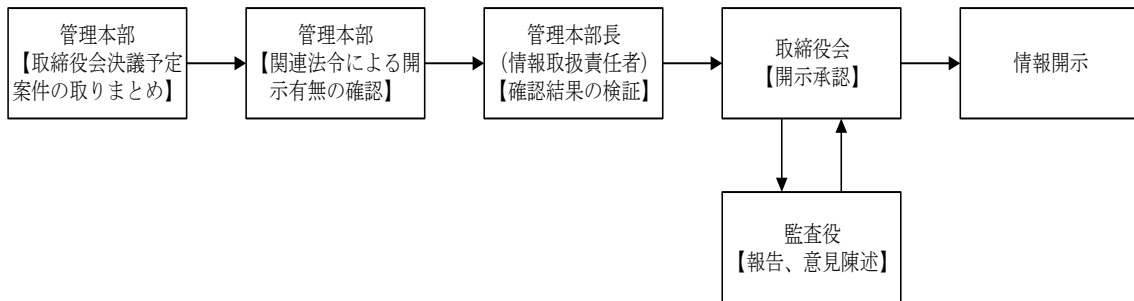 管理本部
【取締役会決議予定
案件の取りまとめ】
管理本部
【関連法令による開
示有無の確認】
管理本部長
（情報取扱責任者）
【確認結果の検証】
取締役会
【開示承認】
情報開示
監査役
【報告、意見陳述】